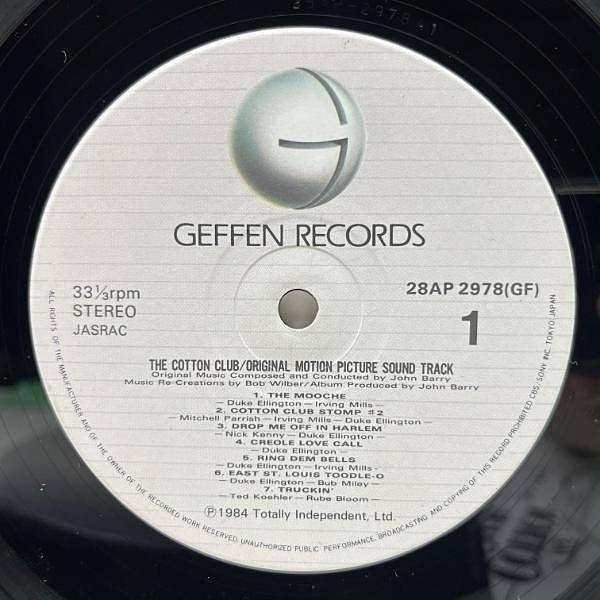 GEFFEN RECORDS
33⅓rpm
STEREO
JASRAC
28AP 2978(GF)
1
THE COTTON CLUB/ORIGINAL MOTION PICTURE SOUND TRACK
Original Music Composed and Conducted by John Barry
Music Re-Creations by Bob Wilber/Album Produced by John Barry
1. THE MOOCHE
—Duke Ellington—Irving Mills—
2. COTTON CLUB STOMP #2
Mitchell Parrish—Irving Mills—Duke Ellington—
3. DROP ME OFF IN HARLEM
—Nick Kenny—Duke Ellington—
4. CREOLE LOVE CALL
—Duke Ellington—
5. RING DEM BELLS
—Duke Ellington—Irving Mills—
6. EAST ST. LOUIS TOODLE-O
—Duke Ellington—Bub Miley—
7. TRUCKIN'
—Ted Koehler—Rube Bloom—
Ⓟ1984 Totally Independent, Ltd.
ALL RIGHTS OF THE MANUFACTURER AND OF THE OWNER OF THE RECORDED WORK RESERVED. UNAUTHORIZED PUBLIC PERFORMANCE, BROADCASTING AND COPYING OF THIS RECORD PROHIBITED CBS/SONY INC. TOKYO JAPAN